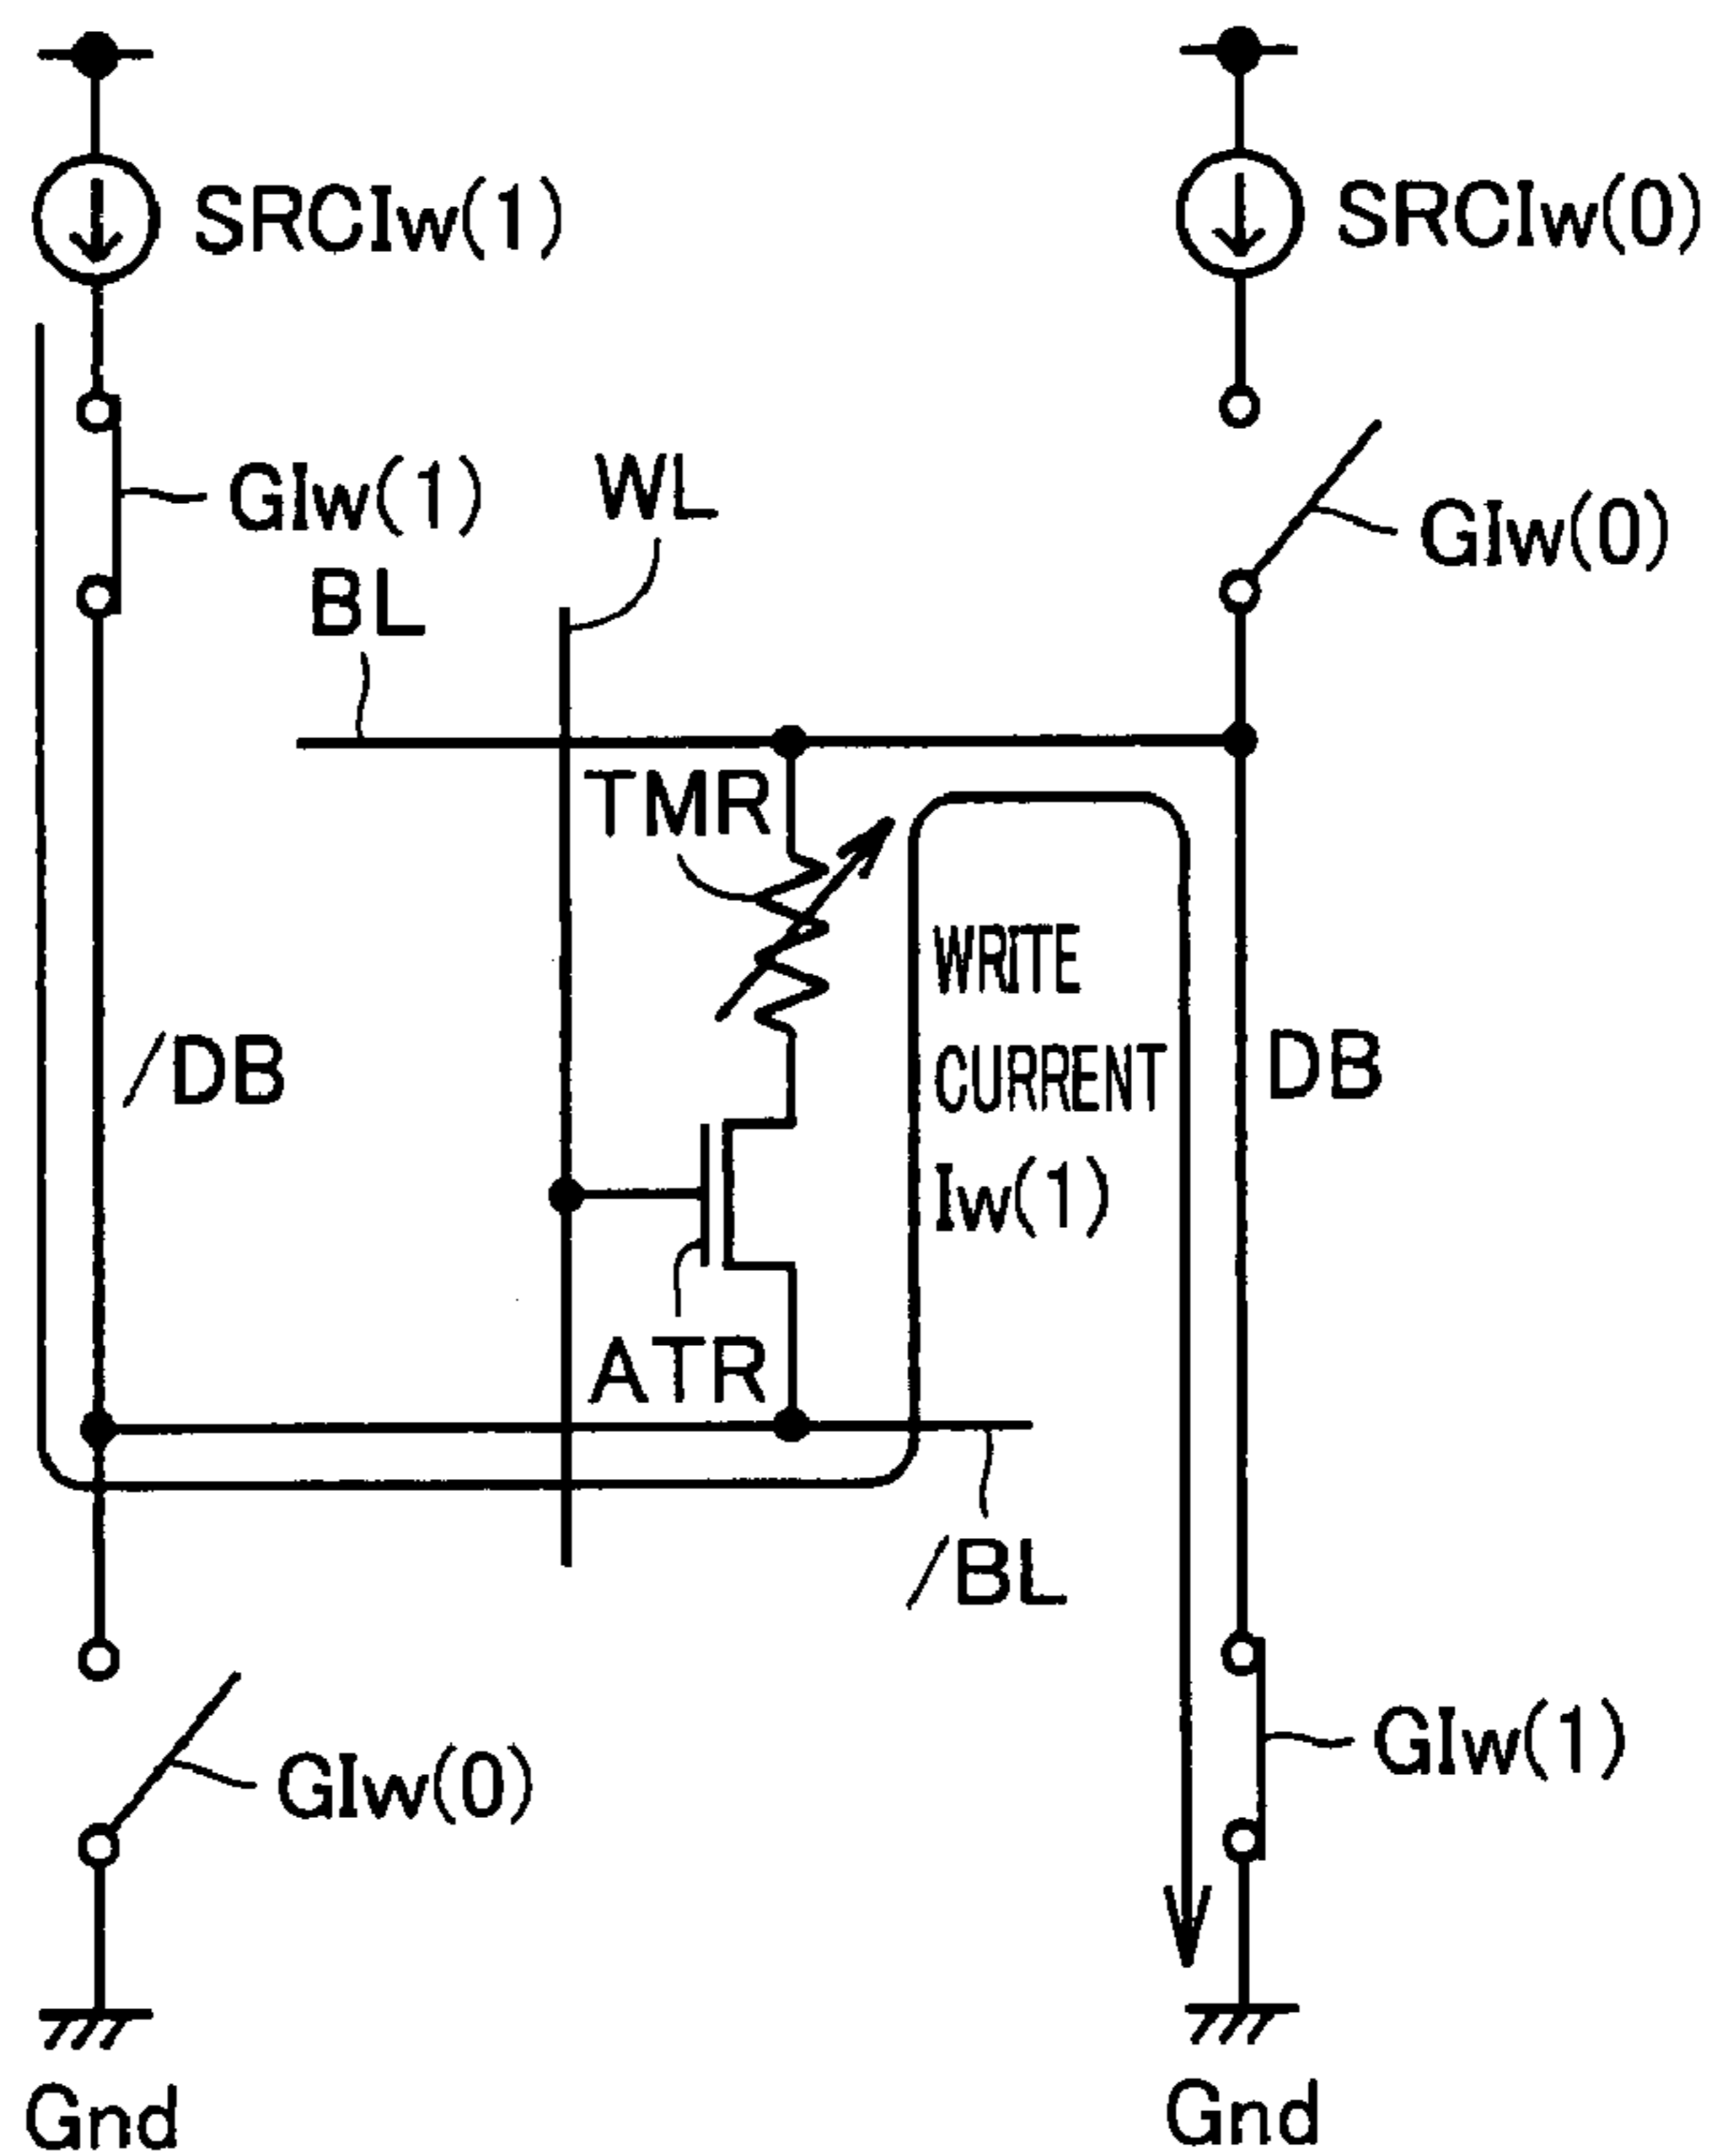 SRCIw(1)
SRCIw(0)
GIw(1)
WL
GIw(0)
BL
TMR
WRITE
CURRENT
Iw(1)
/DB
DB
ATR
/BL
GIw(1)
GIw(0)
Gnd
Gnd